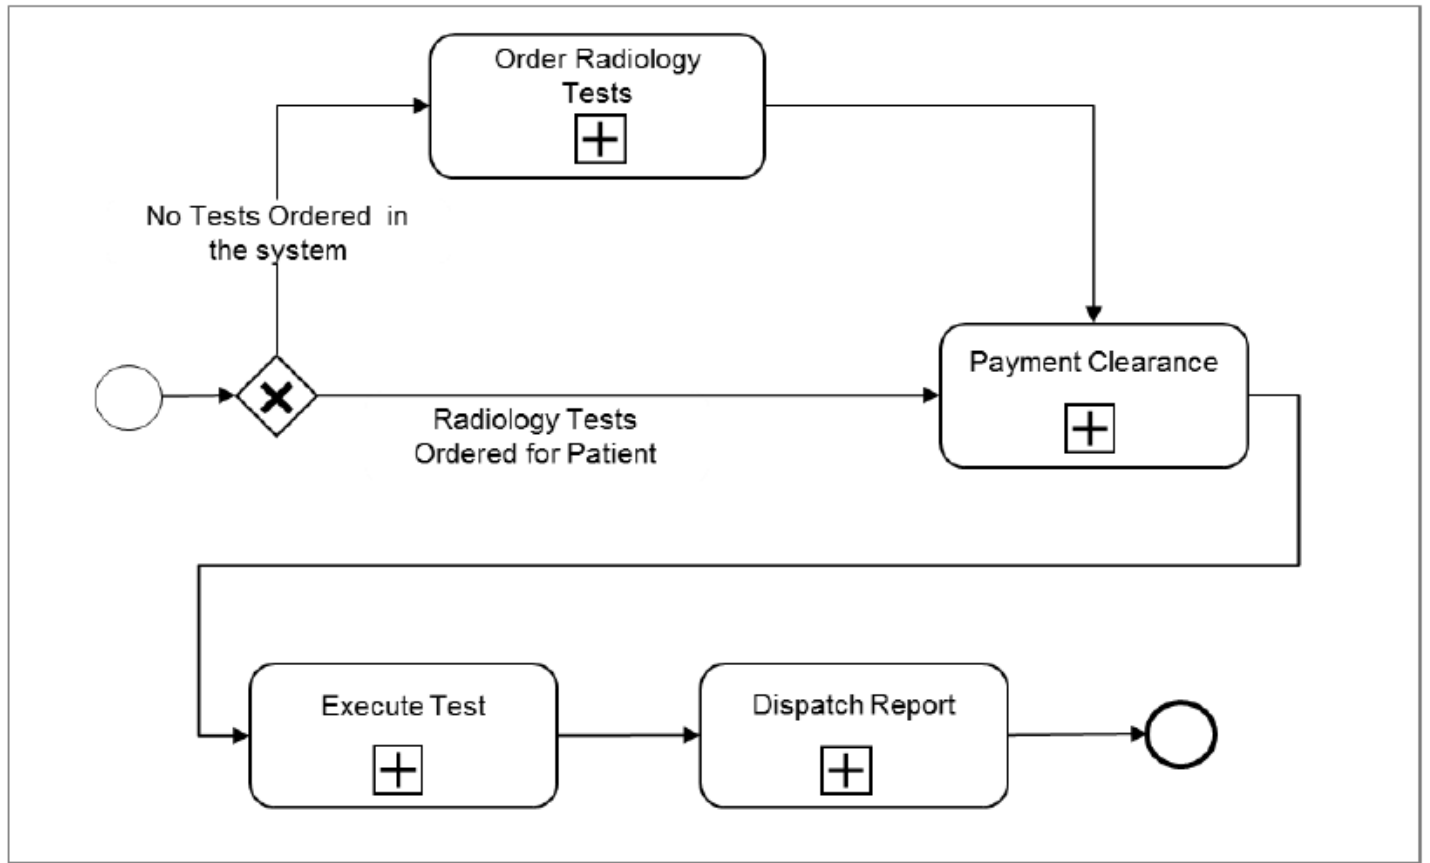 Order Radiology
Tests
No Tests Ordered in
the system
Payment Clearance
Radiology Tests
Ordered for Patient
Execute Test
Dispatch Report